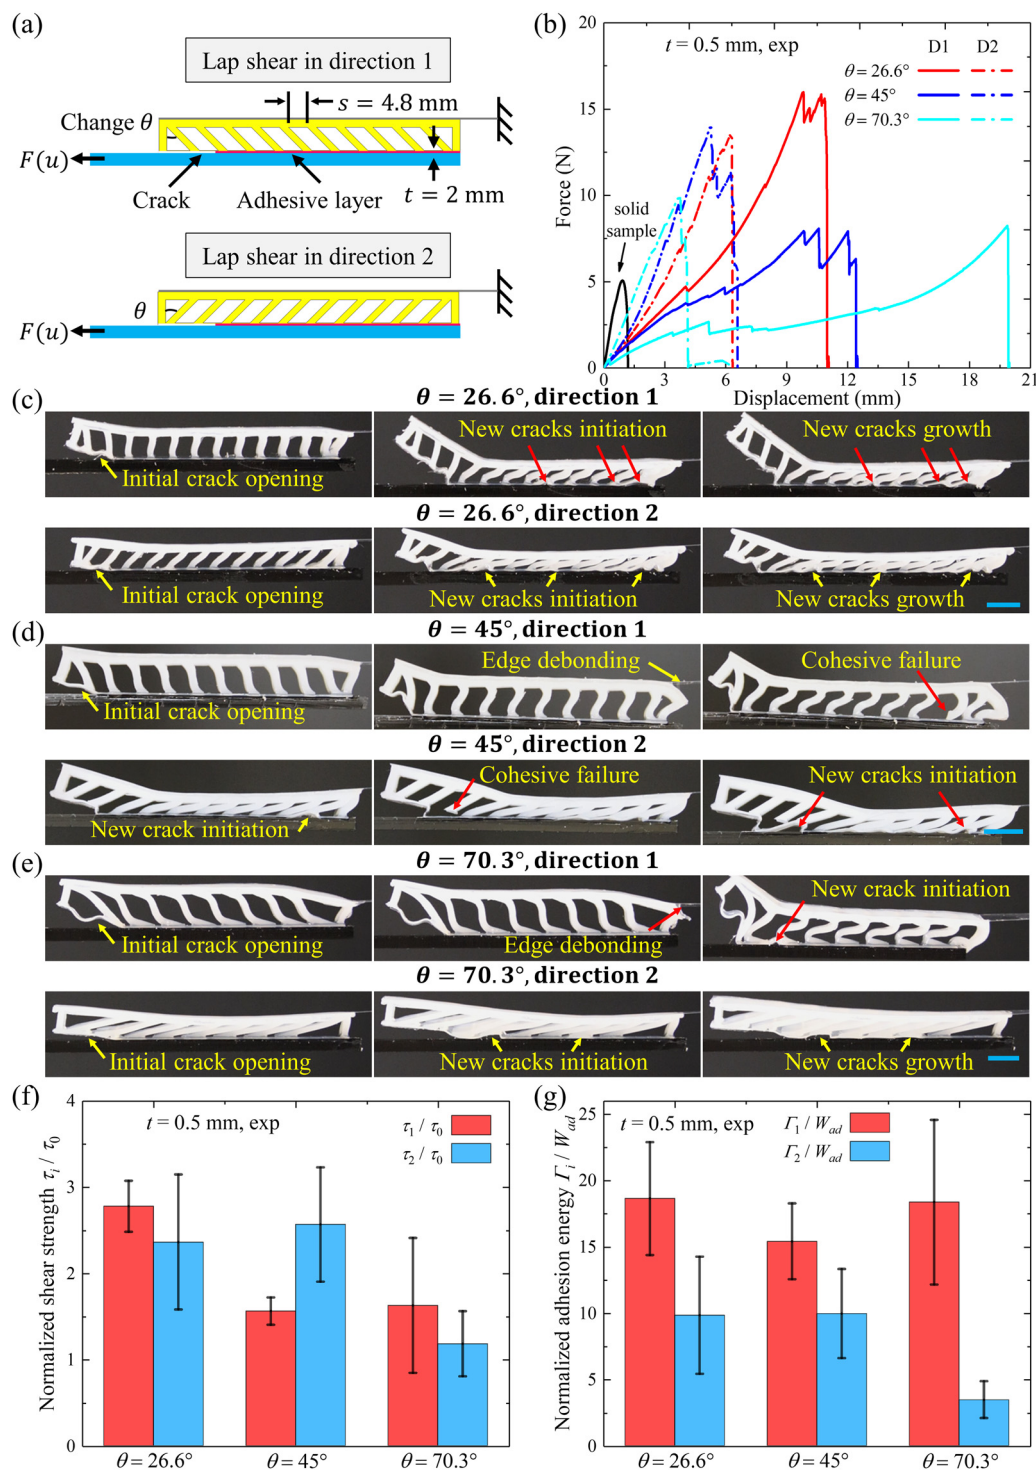 (a)
Lap shear in direction 1
s = 4.8 mm
Change θ
F(u)
Crack
Adhesive layer
t = 2 mm
Lap shear in direction 2
θ
F(u)
(b)
t = 0.5 mm, exp
D1 D2
θ = 26.6°
θ = 45°
θ = 70.3°
solid
sample
Force (N)
20
15
10
5
0
0 3 6 9 12 15 18 21
Displacement (mm)
(c)
θ = 26.6°, direction 1
Initial crack opening
New cracks initiation
New cracks growth
θ = 26.6°, direction 2
Initial crack opening
New cracks initiation
New cracks growth
(d)
θ = 45°, direction 1
Initial crack opening
Edge debonding
Cohesive failure
θ = 45°, direction 2
New crack initiation
Cohesive failure
New cracks initiation
(e)
θ = 70.3°, direction 1
Initial crack opening
Edge debonding
New crack initiation
θ = 70.3°, direction 2
Initial crack opening
New cracks initiation
New cracks growth
(f)
t = 0.5 mm, exp
τ1 / τ0
τ2 / τ0
Normalized shear strength τi / τ0
4
3
2
1
0
θ = 26.6° θ = 45° θ = 70.3°
(g)
t = 0.5 mm, exp
Γ1 / Wad
Γ2 / Wad
Normalized adhesion energy Γi / Wad
25
20
15
10
5
0
θ = 26.6° θ = 45° θ = 70.3°